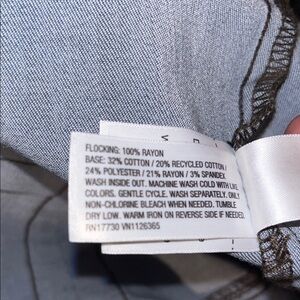 FLOCKING: 100% RAYON
BASE: 32% COTTON / 20% RECYCLED COTTON /
24% POLYESTER / 21% RAYON / 3% SPANDEX
WASH INSIDE OUT. MACHINE WASH COLD WITH LIKE
COLORS. GENTLE CYCLE. WASH SEPARATELY. ONLY
NON-CHLORINE BLEACH WHEN NEEDED. TUMBLE
DRY LOW. WARM IRON ON REVERSE SIDE IF NEEDED.
RN17730 VN1126365